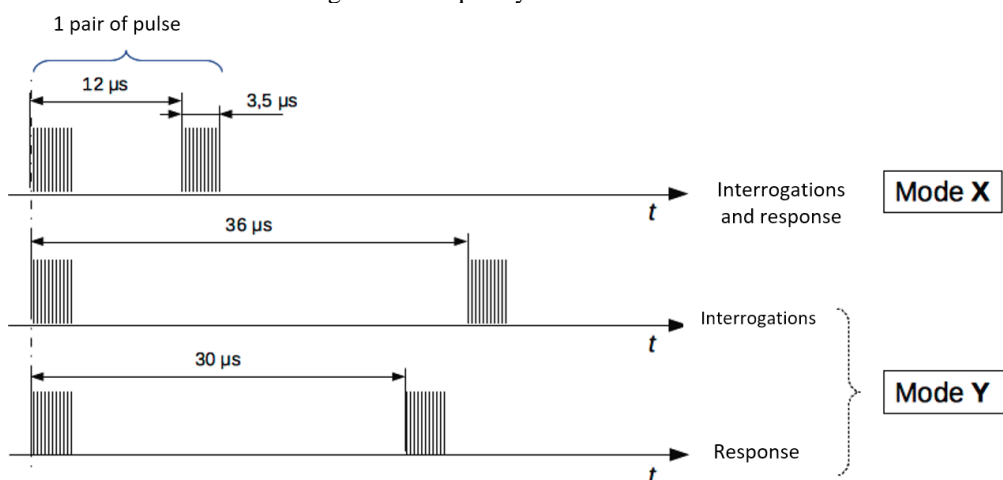 1 pair of pulse
12 µs
3,5 µs
t
Interrogations
and response
Mode X
36 µs
t
Interrogations
30 µs
Mode Y
t
Response